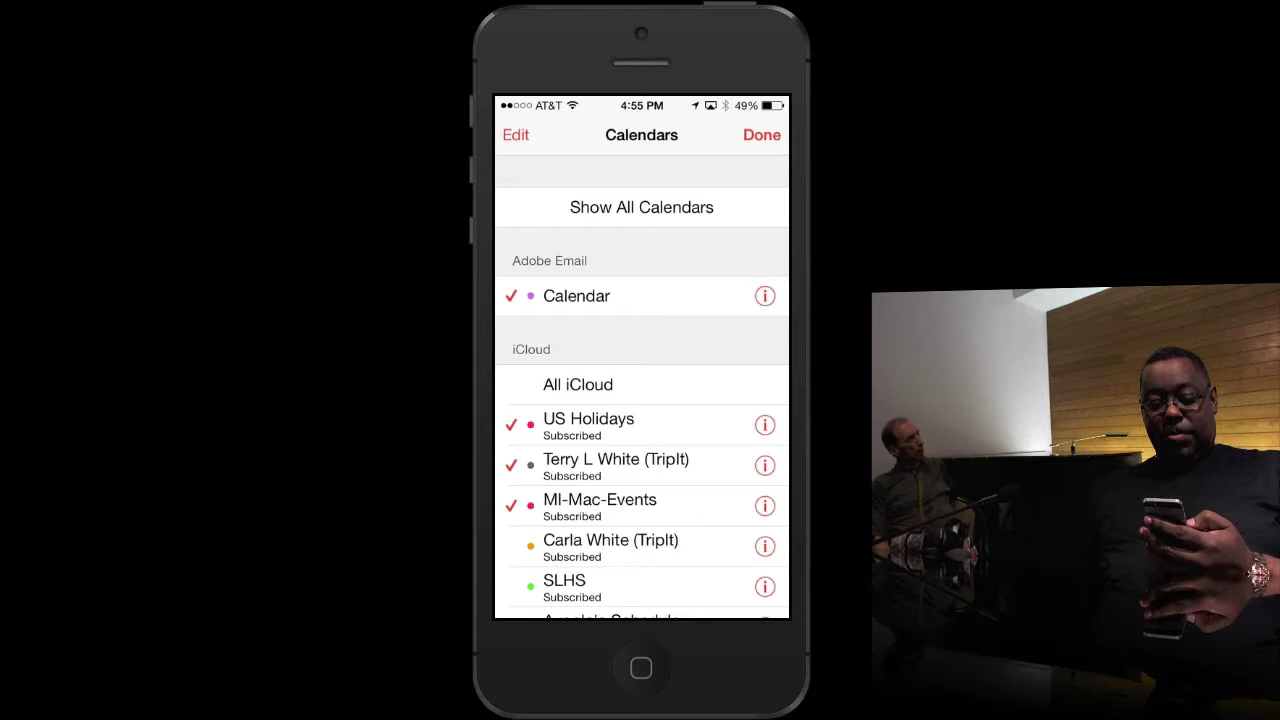 AT&T 4:55 PM 49%
Edit Calendars Done
Show All Calendars
Adobe Email
Calendar
iCloud
All iCloud
US Holidays
Subscribed
Terry L White (TripIt)
Subscribed
MI-Mac-Events
Subscribed
Carla White (TripIt)
Subscribed
SLHS
Subscribed